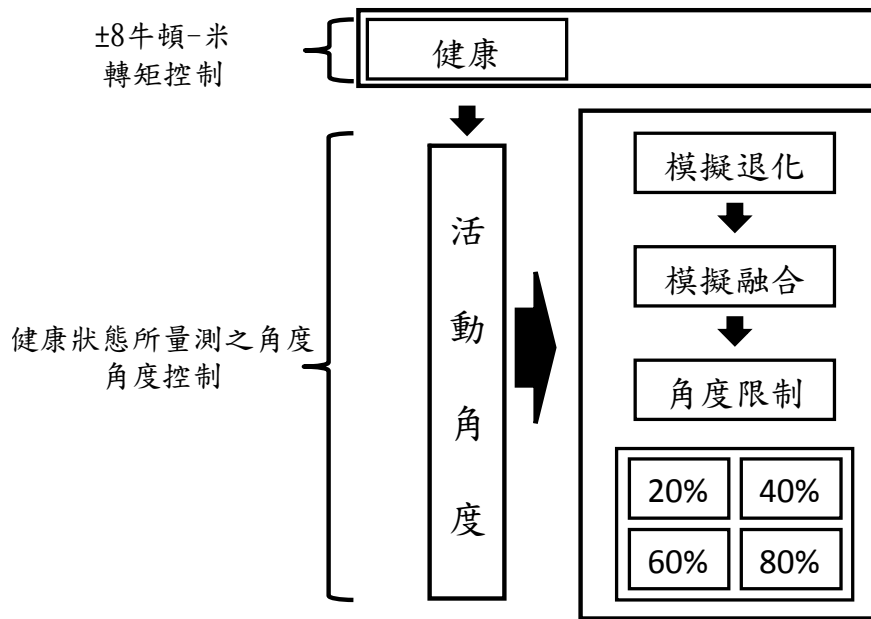 ±8牛頓-米
轉矩控制
健康
模擬退化
活動角度
模擬融合
健康狀態所量測之角度
角度控制
角度限制
20%
40%
60%
80%